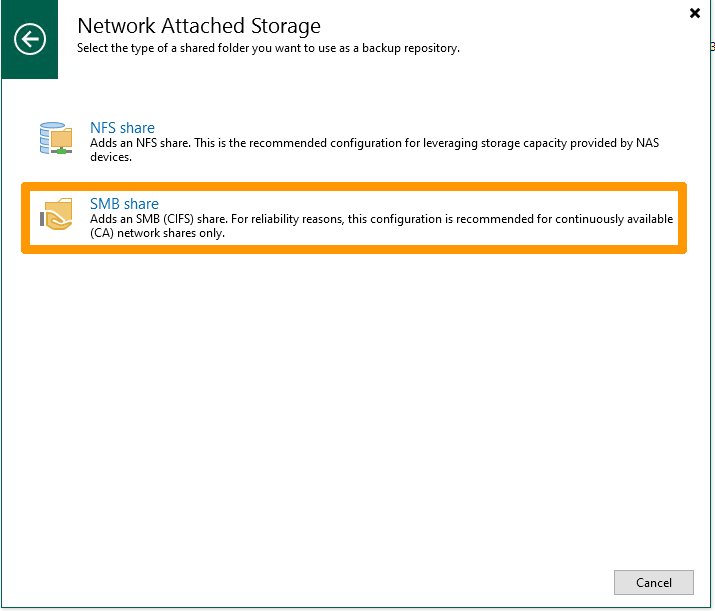 Network Attached Storage
Select the type of a shared folder you want to use as a backup repository.
3
NFS share
Adds an NFS share. This is the recommended configuration for leveraging storage capacity provided by NAS
devices.
SMB share
Adds an SMB (CIFS) share. For reliability reasons, this configuration is recommended for continuously available
(CA) network shares only.
Cancel